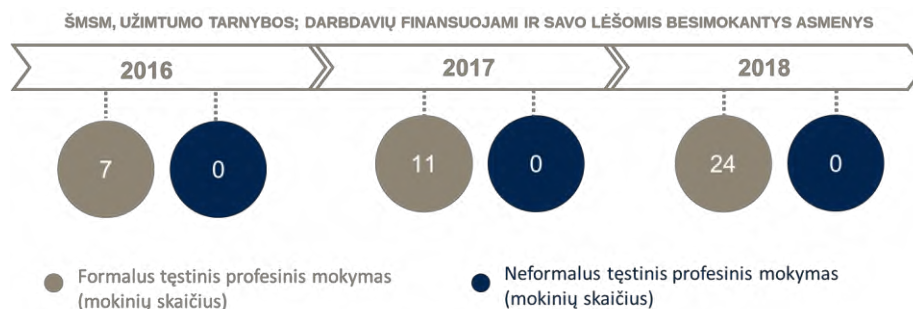 ŠMSM, UŽIMTUMO TARNYBOS; DARBDAVIŲ FINANSUOJAMI IR SAVO LĖŠOMIS BESIMOKANTYS ASMENYS
2016 2017 2018
7 0 11 0 24 0
Formalus tęstinis profesinis mokymas
(mokinių skaičius)
Neformalus tęstinis profesinis mokymas
(mokinių skaičius)